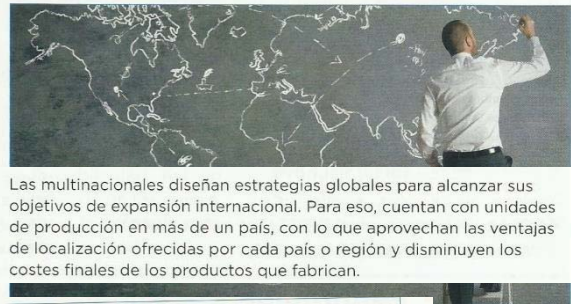 Las multinacionales diseñan estrategias globales para alcanzar sus
objetivos de expansión internacional. Para eso, cuentan con unidades
de producción en más de un país, con lo que aprovechan las ventajas
de localización ofrecidas por cada país o región y disminuyen los
costes finales de los productos que fabrican.